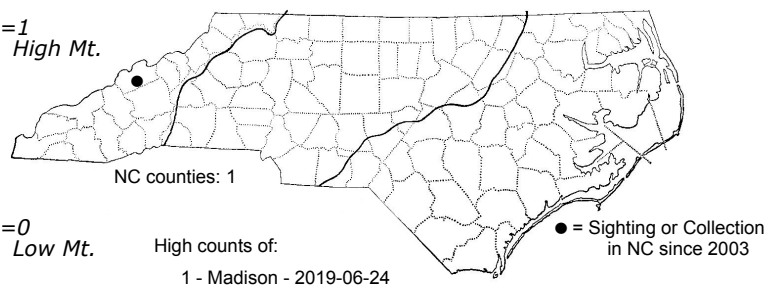 =1
High Mt.
NC counties: 1
=0
Low Mt.
High counts of:
1 - Madison - 2019-06-24
● = Sighting or Collection
in NC since 2003